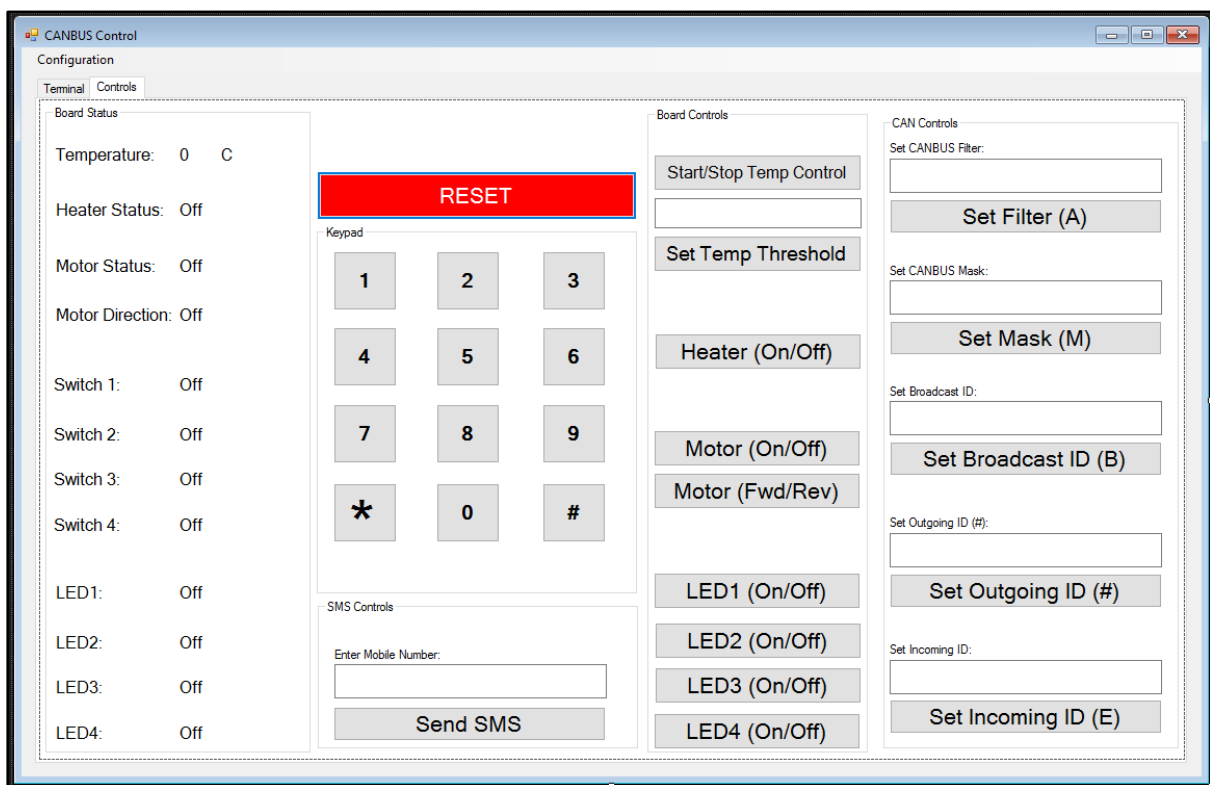 CANBUS Control
Configuration
Terminal Controls
Board Status
Temperature: 0 C
Heater Status: Off
Motor Status: Off
Motor Direction: Off
Switch 1: Off
Switch 2: Off
Switch 3: Off
Switch 4: Off
LED1: Off
LED2: Off
LED3: Off
LED4: Off
RESET
Keypad
1 2 3
4 5 6
7 8 9
* 0 #
SMS Controls
Enter Mobile Number:
Send SMS
Board Controls
Start/Stop Temp Control
Set Temp Threshold
Heater (On/Off)
Motor (On/Off)
Motor (Fwd/Rev)
LED1 (On/Off)
LED2 (On/Off)
LED3 (On/Off)
LED4 (On/Off)
CAN Controls
Set CANBUS Filter:
Set Filter (A)
Set CANBUS Mask:
Set Mask (M)
Set Broadcast ID:
Set Broadcast ID (B)
Set Outgoing ID (#):
Set Outgoing ID (#)
Set Incoming ID:
Set Incoming ID (E)